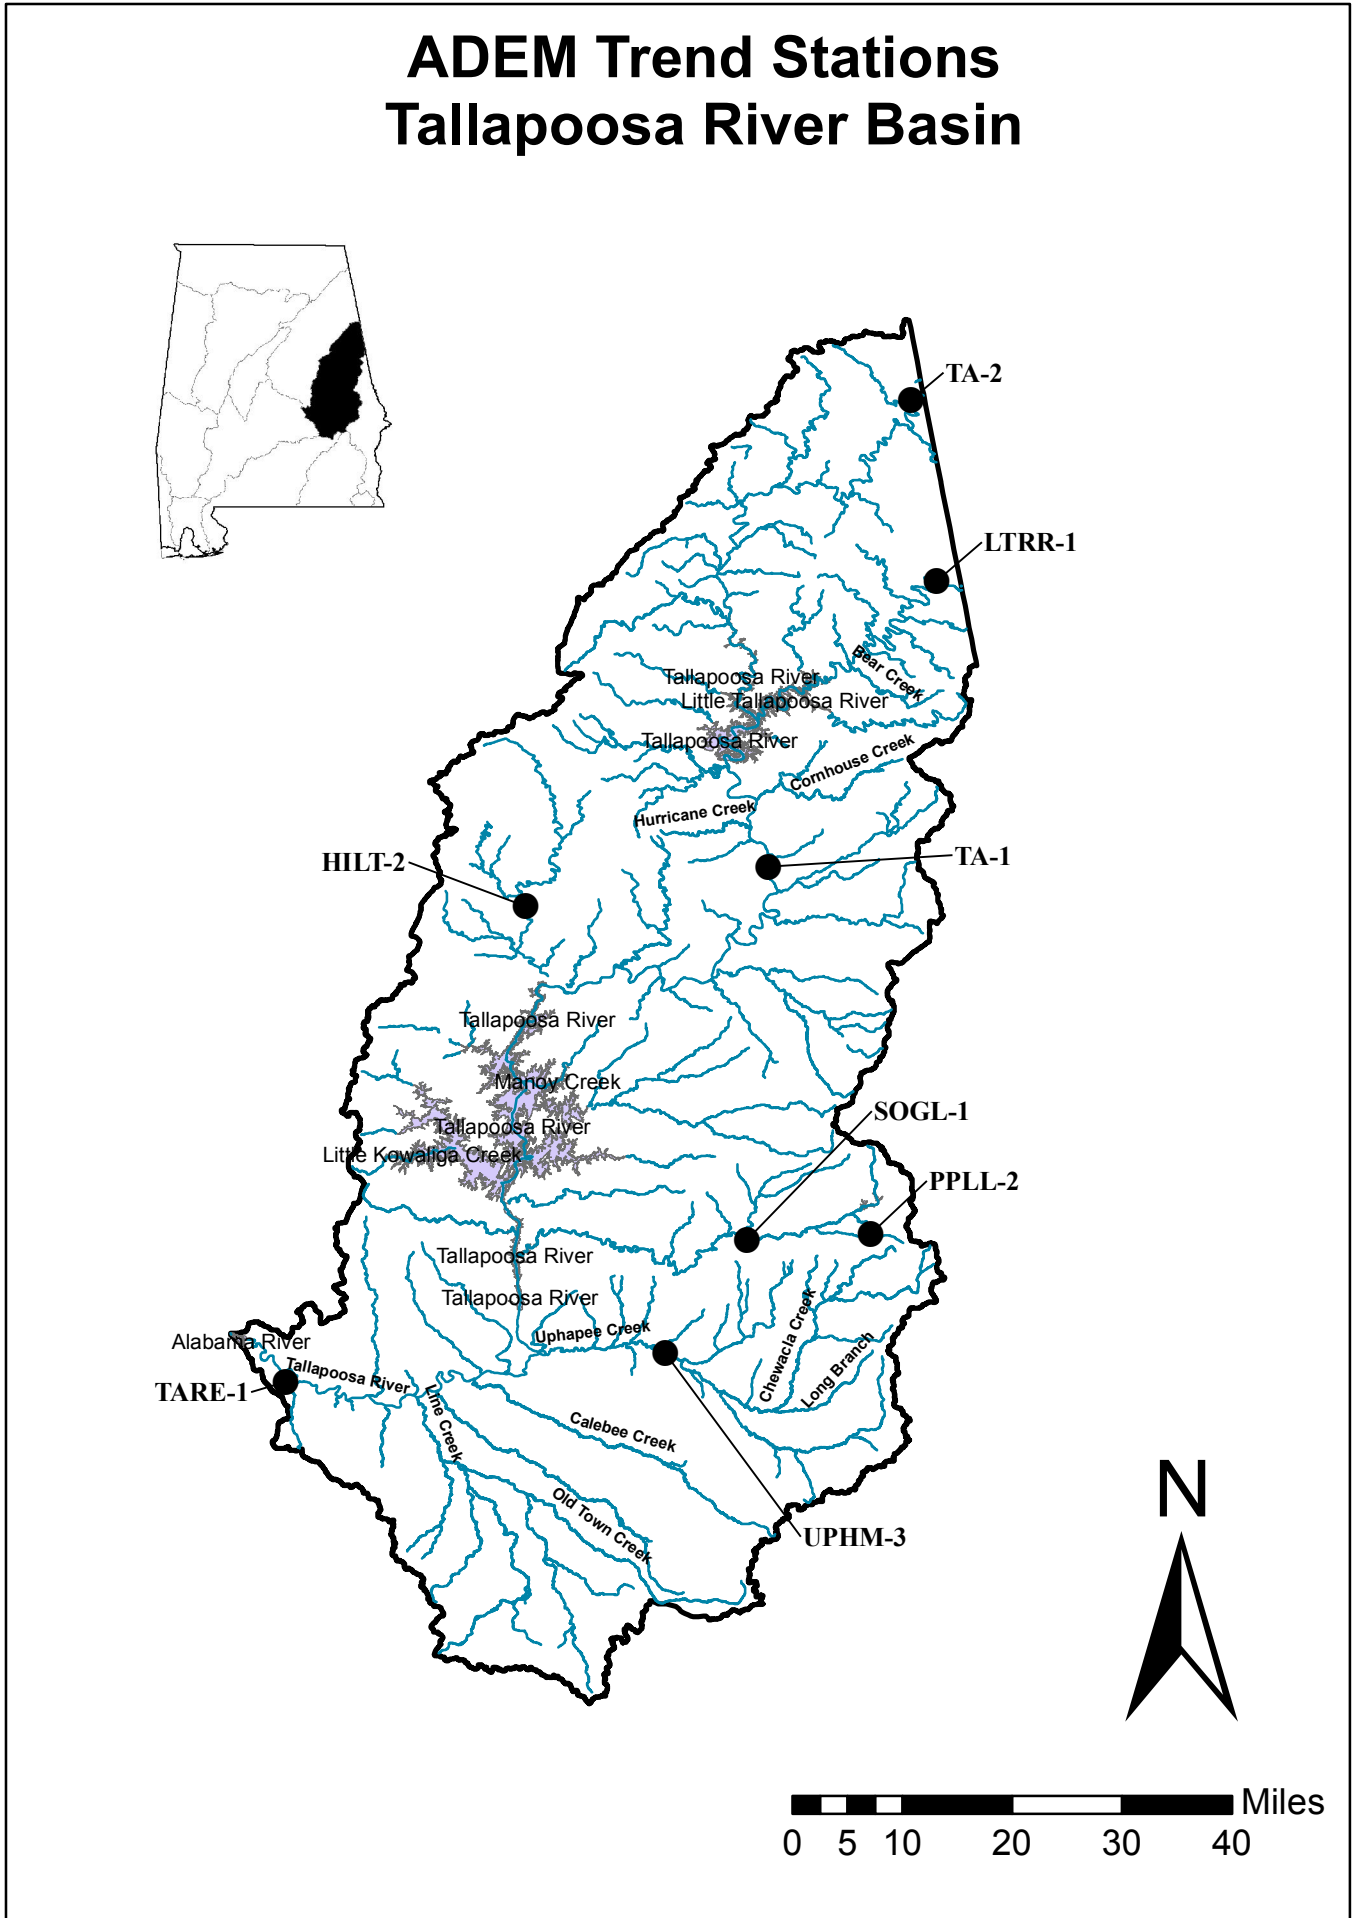 ADEM Trend Stations
Tallapoosa River Basin
TA-2
LTRR-1
Bear Creek
Tallapoosa River
Little Tallapoosa River
Tallapoosa River
Cornhouse Creek
Hurricane Creek
HILT-2
TA-1
Tallapoosa River
Manoy Creek
SOGL-1
Tallapoosa River
Little Kowaliga Creek
PPLL-2
Tallapoosa River
Tallapoosa River
Uphapee Creek
Chewacla Creek
Alabama River
Long Branch
Tallapoosa River
TARE-1
Line Creek
Calebee Creek
N
Old Town Creek
UPHM-3
Miles
0 5 10 20 30 40